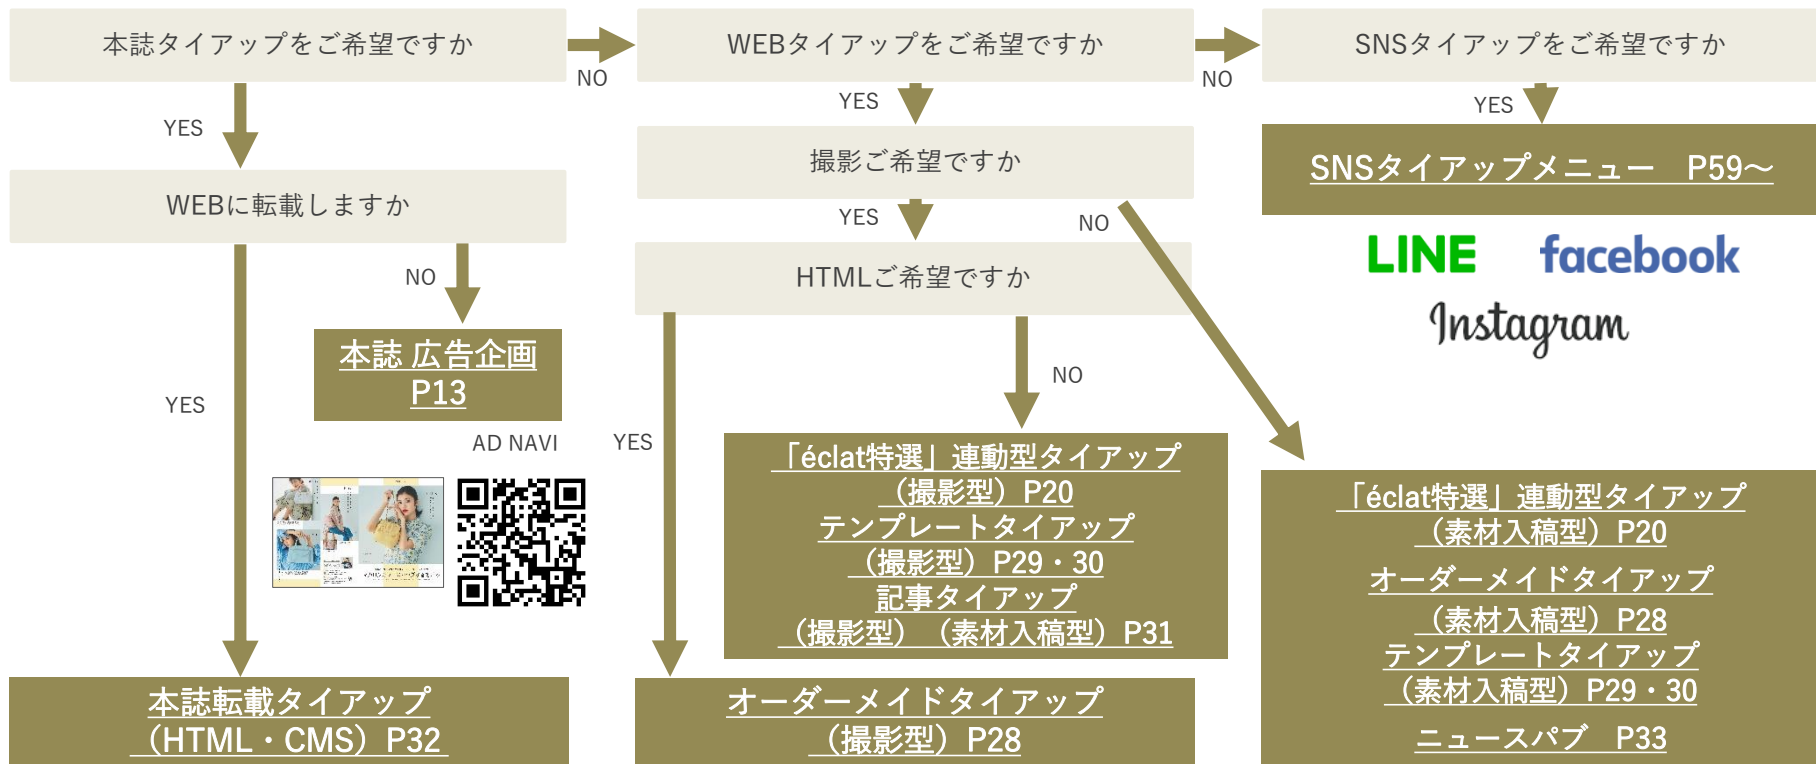 本誌タイアップをご希望ですか
NO
YES
WEBに転載しますか
NO
本誌 広告企画
P13
YES
AD NAVI
本誌転載タイアップ
（HTML・CMS）P32
WEBタイアップをご希望ですか
NO
YES
撮影ご希望ですか
YES
NO
HTMLご希望ですか
NO
YES
「éclat特選」連動型タイアップ
（撮影型）P20
テンプレートタイアップ
（撮影型）P29・30
記事タイアップ
（撮影型）（素材入稿型）P31
オーダーメイドタイアップ
（撮影型）P28
SNSタイアップをご希望ですか
YES
SNSタイアップメニュー　P59～
LINE
facebook
Instagram
「éclat特選」連動型タイアップ
（素材入稿型）P20
オーダーメイドタイアップ
（素材入稿型）P28
テンプレートタイアップ
（素材入稿型）P29・30
ニュースパブ　P33